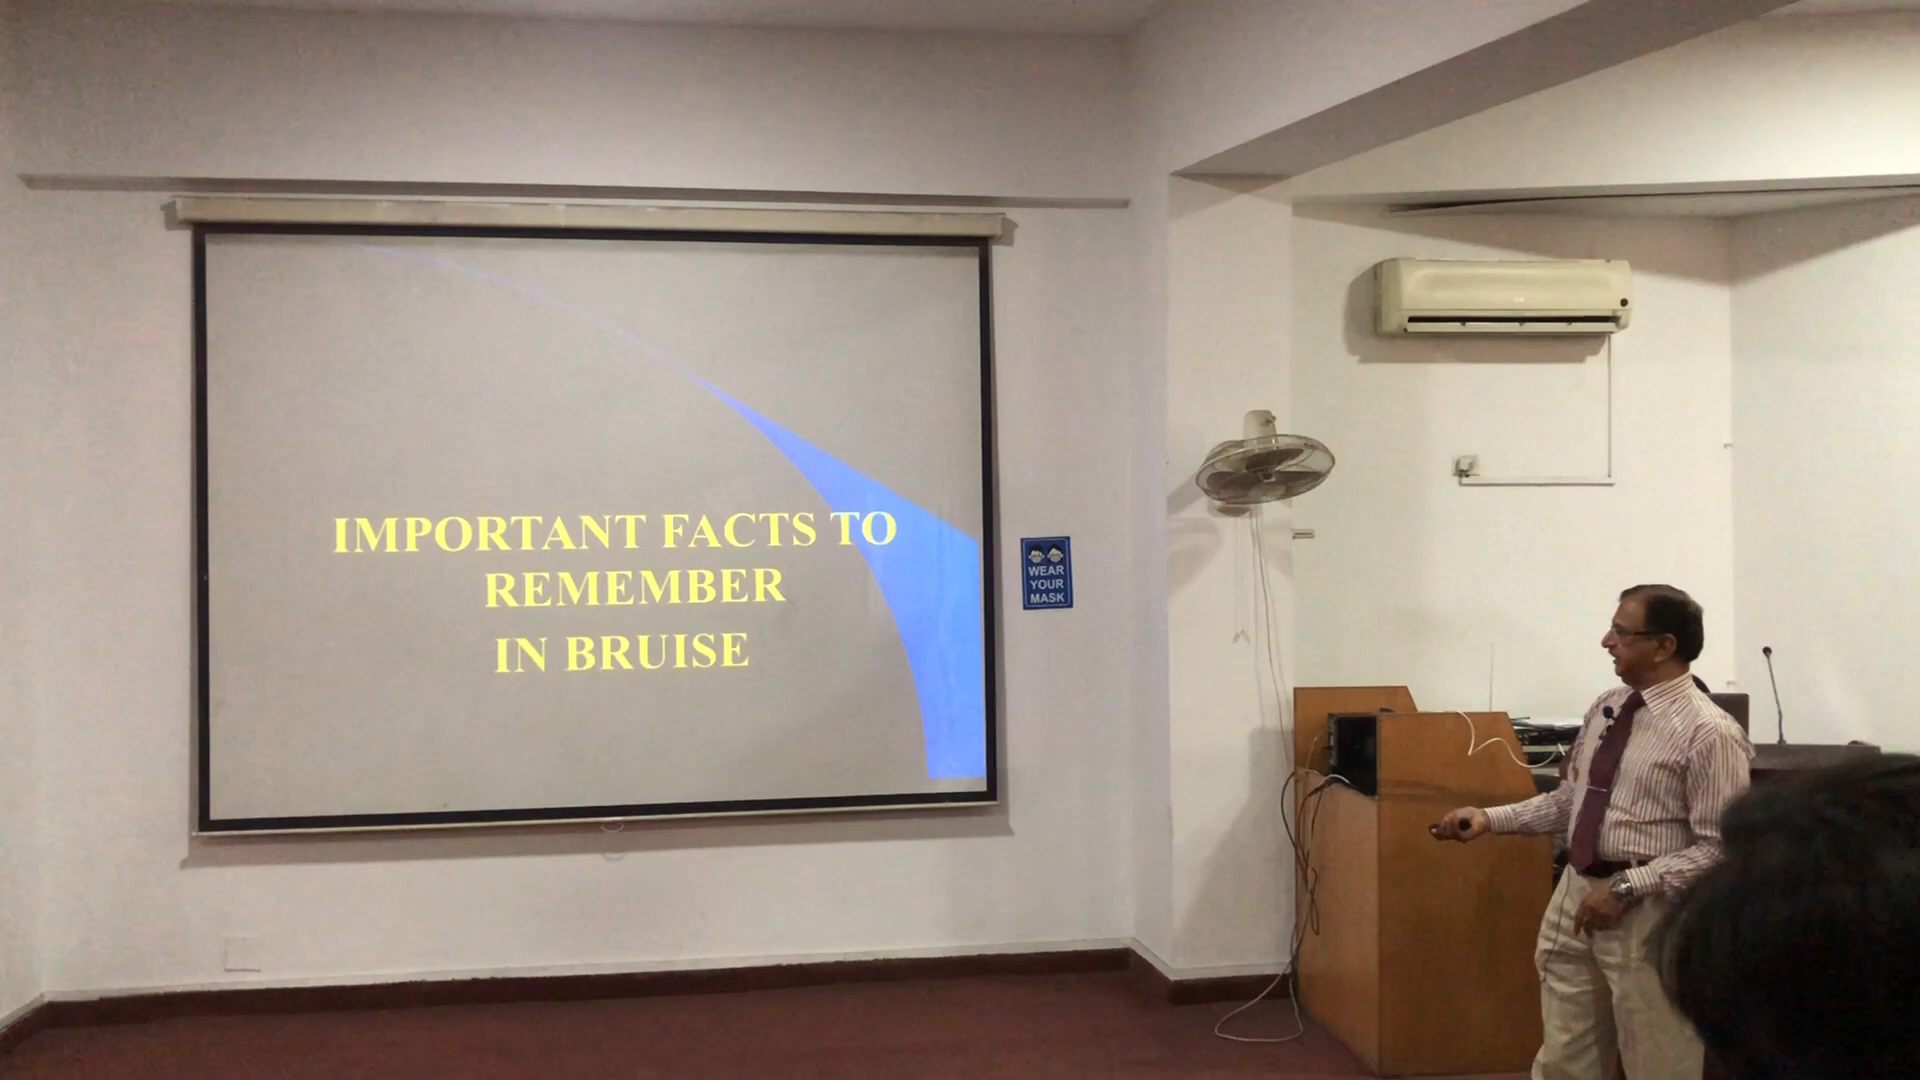 IMPORTANT FACTS TO
REMEMBER
IN BRUISE
WEAR
YOUR
MASK